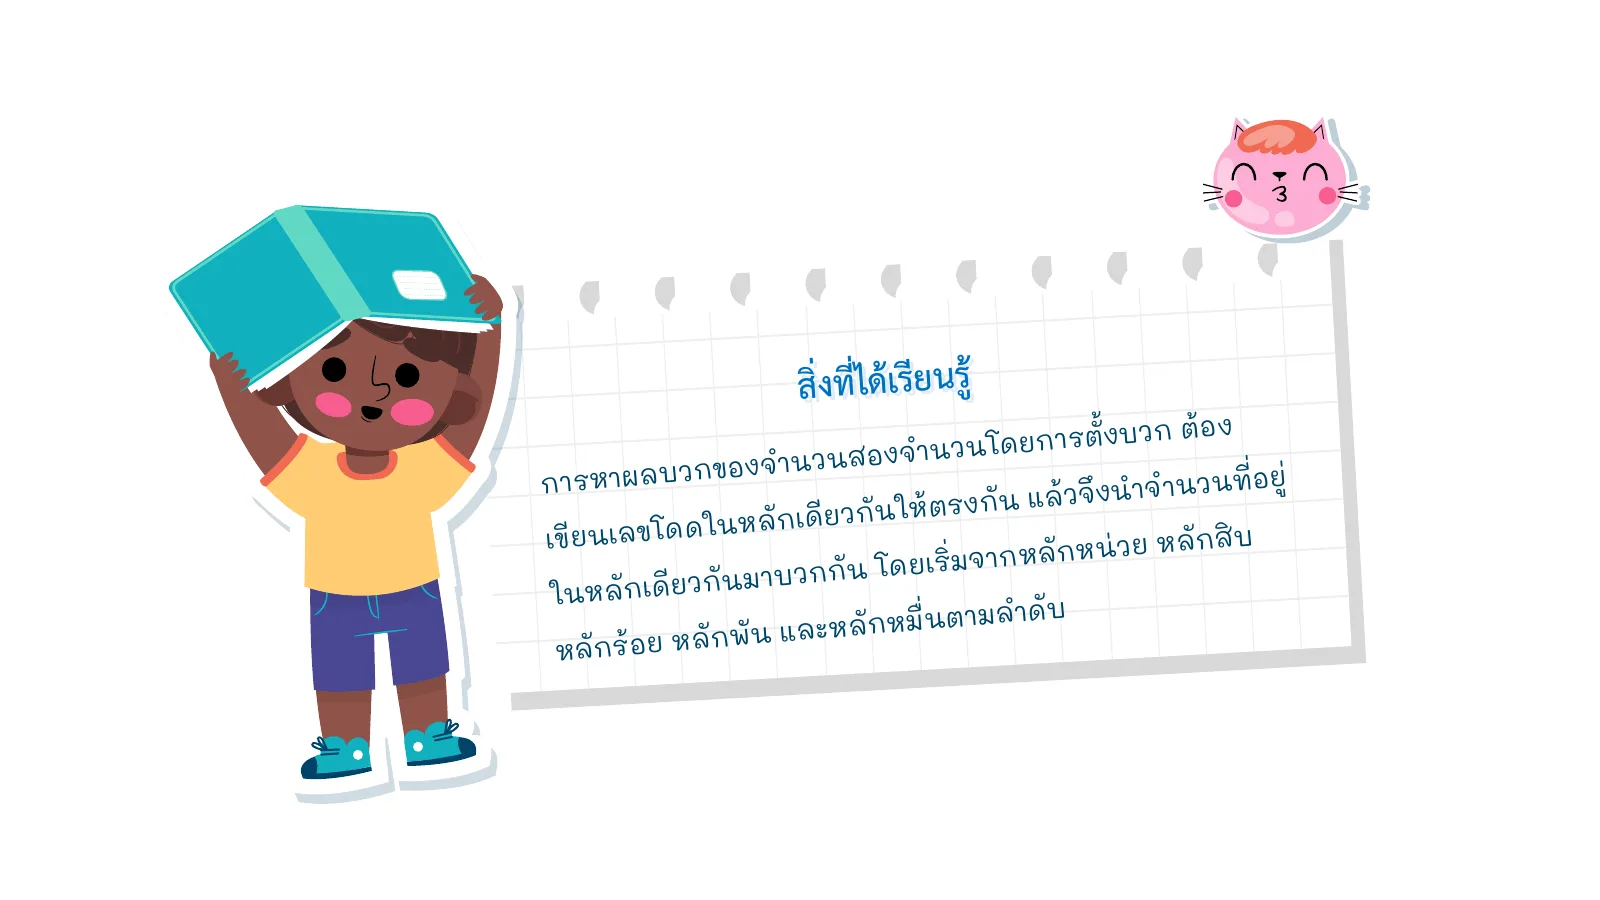 สิ่งที่ได้เรียนรู้
การหาผลบวกของจำนวนสองจำนวนโดยการตั้งบวก ต้อง
เขียนเลขโดดในหลักเดียวกันให้ตรงกัน แล้วจึงนำจำนวนที่อยู่
ในหลักเดียวกันมาบวกกัน โดยเริ่มจากหลักหน่วย หลักสิบ
หลักร้อย หลักพัน และหลักหมื่นตามลำดับ